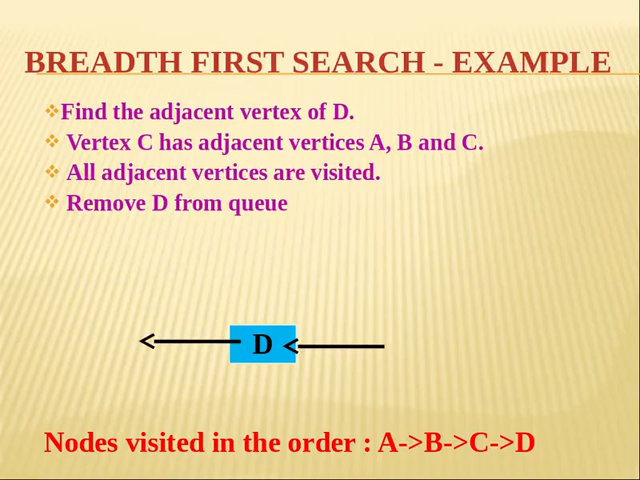 BREADTH FIRST SEARCH - EXAMPLE
Find the adjacent vertex of D.
Vertex C has adjacent vertices A, B and C.
All adjacent vertices are visited.
Remove D from queue
D
Nodes visited in the order : A->B->C->D